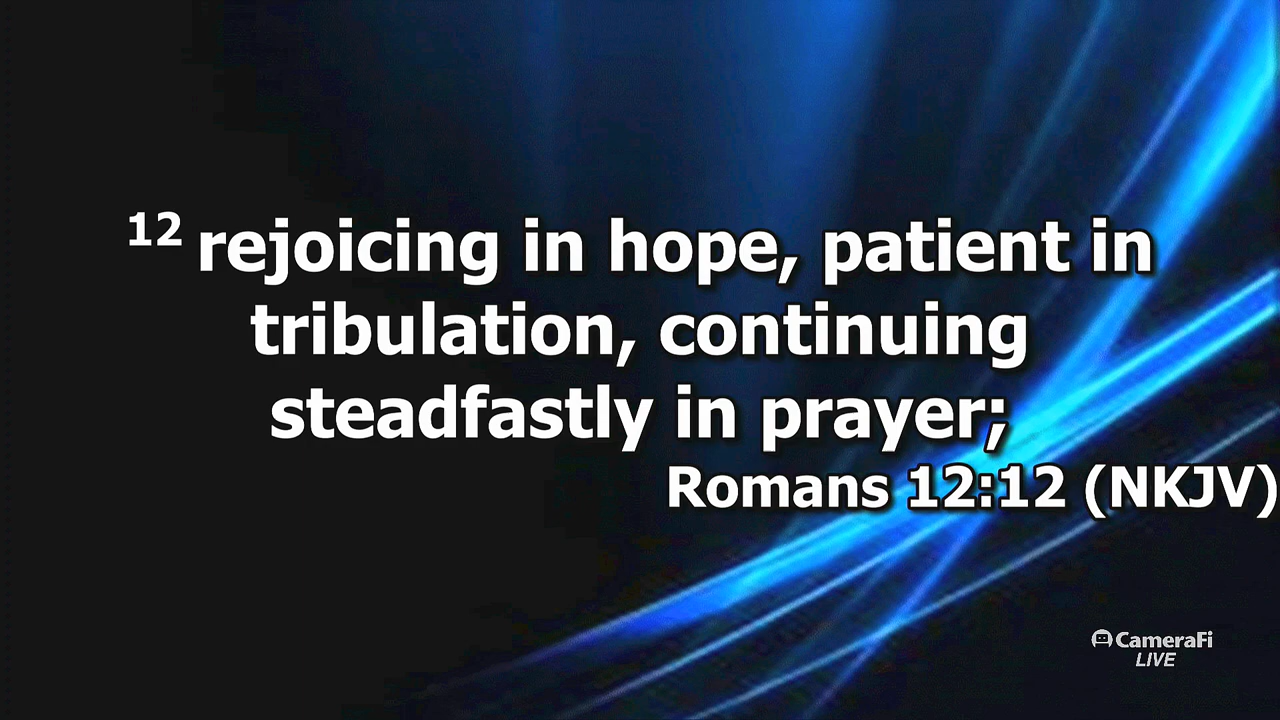 12 rejoicing in hope, patient in
tribulation, continuing
steadfastly in prayer;
Romans 12:12 (NKJV)
CameraFi
LIVE